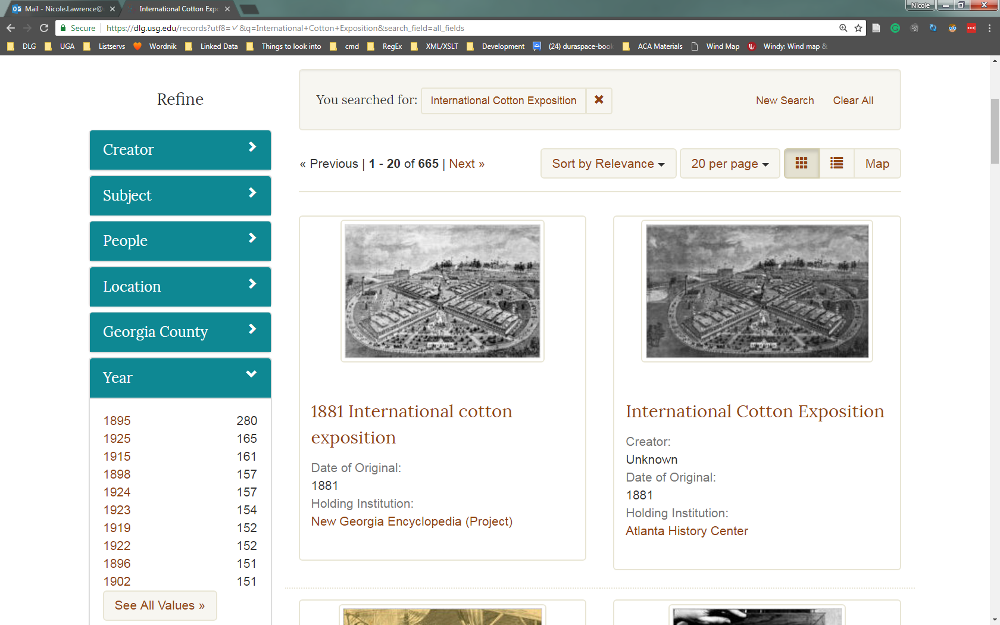 Mail - Nicole.Lawrence@
International Cotton Expo
Nicole
Secure
https://dlg.usg.edu/records?utf8=✓&q=International+Cotton+Exposition&search_field=all_fields
DLG
UGA
Listservs
Wordnik
Linked Data
Things to look into
cmd
RegEx
XML/XSLT
Development
(24) duraspace-book
ACA Materials
Wind Map
Windy: Wind map &
Refine
Creator
Subject
People
Location
Georgia County
Year
1895 280
1925 165
1915 161
1898 157
1924 157
1923 154
1919 152
1922 152
1896 151
1902 151
See All Values »
You searched for: International Cotton Exposition ✖
New Search
Clear All
« Previous | 1 - 20 of 665 | Next »
Sort by Relevance
20 per page
Map
1881 International cotton
exposition
Date of Original:
1881
Holding Institution:
New Georgia Encyclopedia (Project)
International Cotton Exposition
Creator:
Unknown
Date of Original:
1881
Holding Institution:
Atlanta History Center